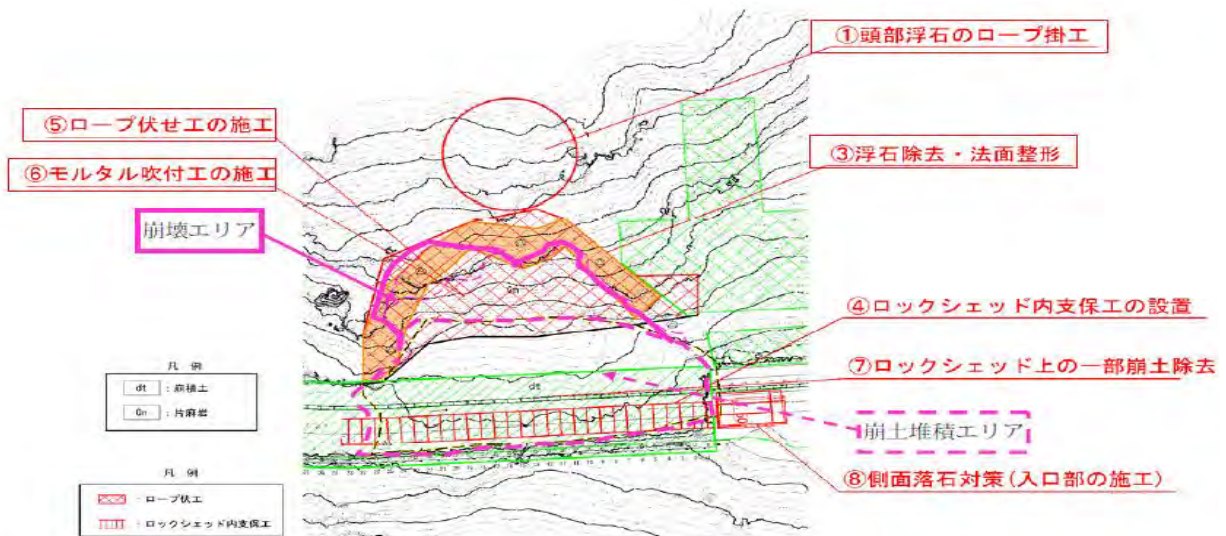 ①頭部浮石のロープ掛工
⑤ロープ伏せ工の施工
③浮石除去・法面整形
⑥モルタル吹付工の施工
崩壊エリア
④ロックシェッド内支保工の設置
⑦ロックシェッド上の一部崩土除去
崩土堆積エリア
⑧側面落石対策(入口部の施工)
Gn
dt
凡 例
dt : 崩積土
Gn : 片麻岩
凡 例
: ロープ伏工
: ロックシェッド内支保工